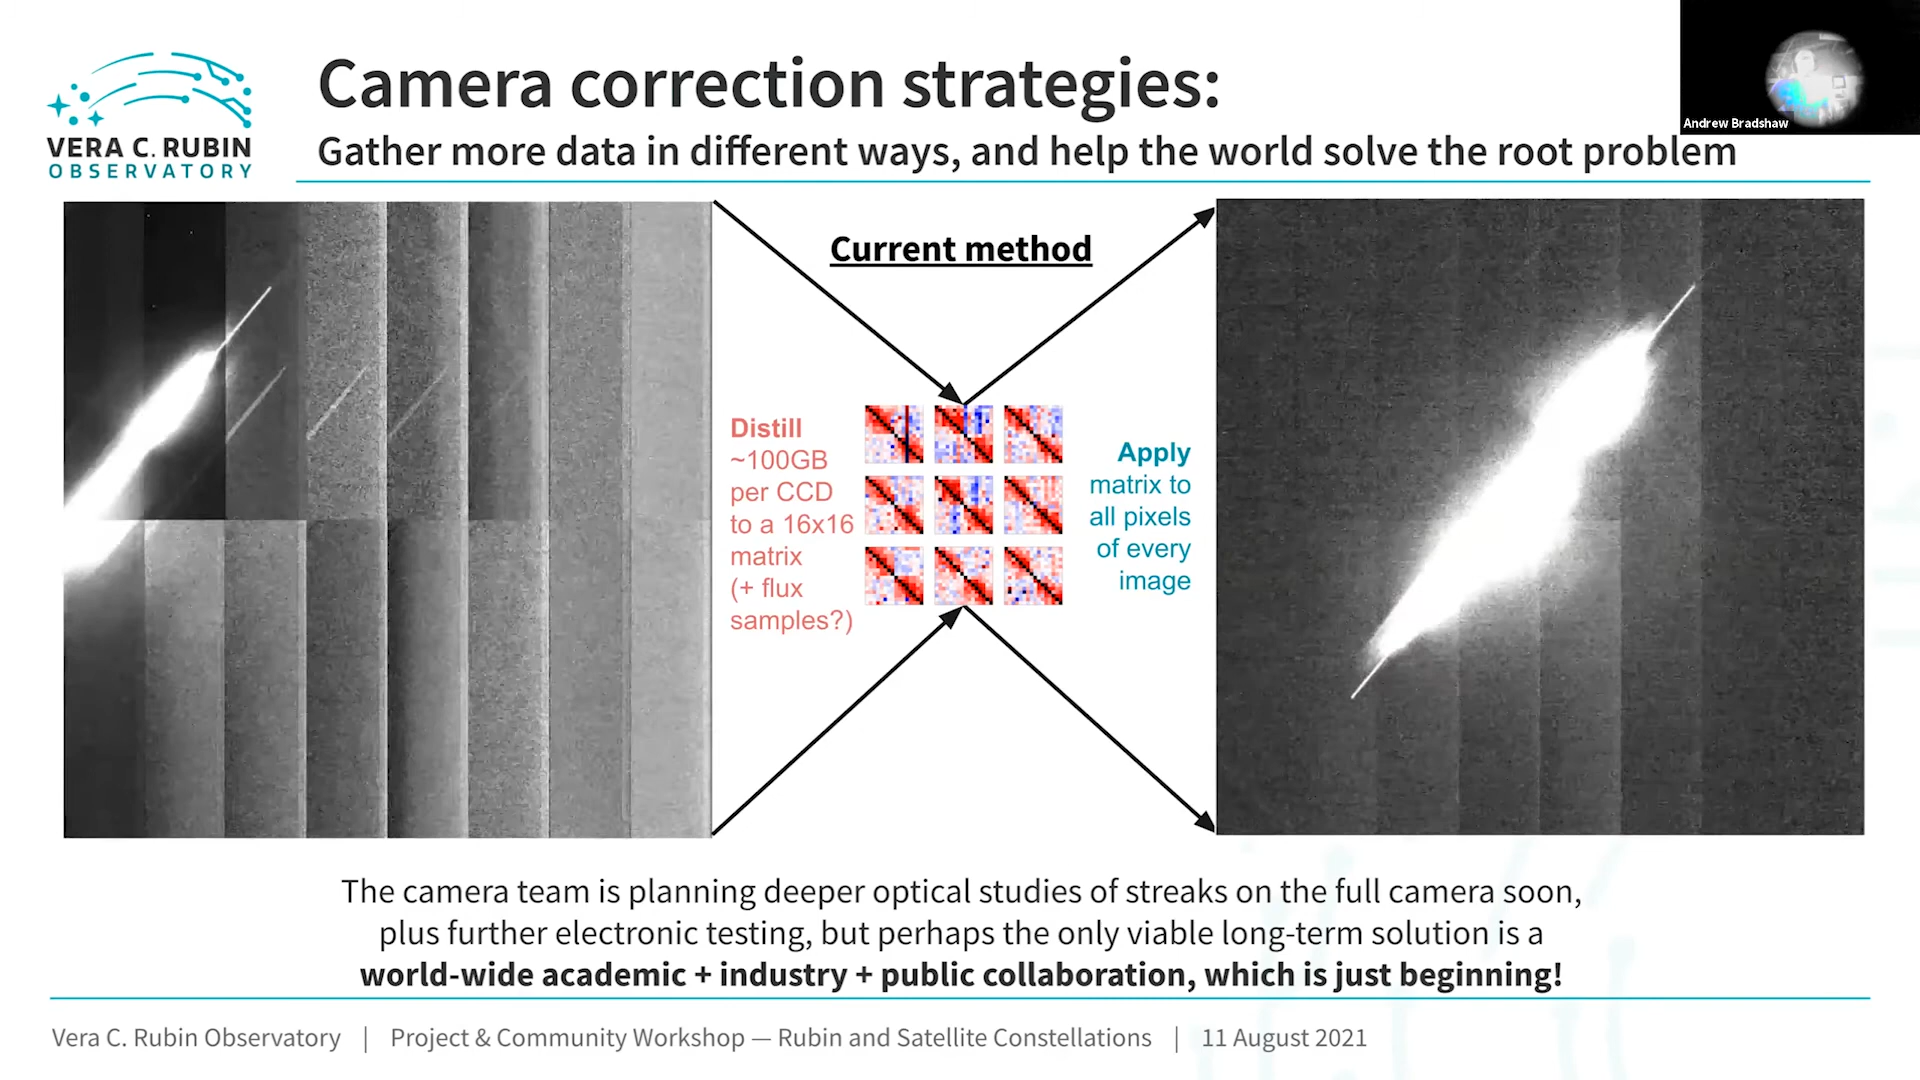 VERA C. RUBIN
OBSERVATORY
Camera correction strategies:
Gather more data in different ways, and help the world solve the root problem
Andrew Bradshaw
Current method
Distill
~100GB
per CCD
to a 16x16
matrix
(+ flux
samples?)
Apply
matrix to
all pixels
of every
image
The camera team is planning deeper optical studies of streaks on the full camera soon,
plus further electronic testing, but perhaps the only viable long-term solution is a
world-wide academic + industry + public collaboration, which is just beginning!
Vera C. Rubin Observatory | Project & Community Workshop — Rubin and Satellite Constellations | 11 August 2021